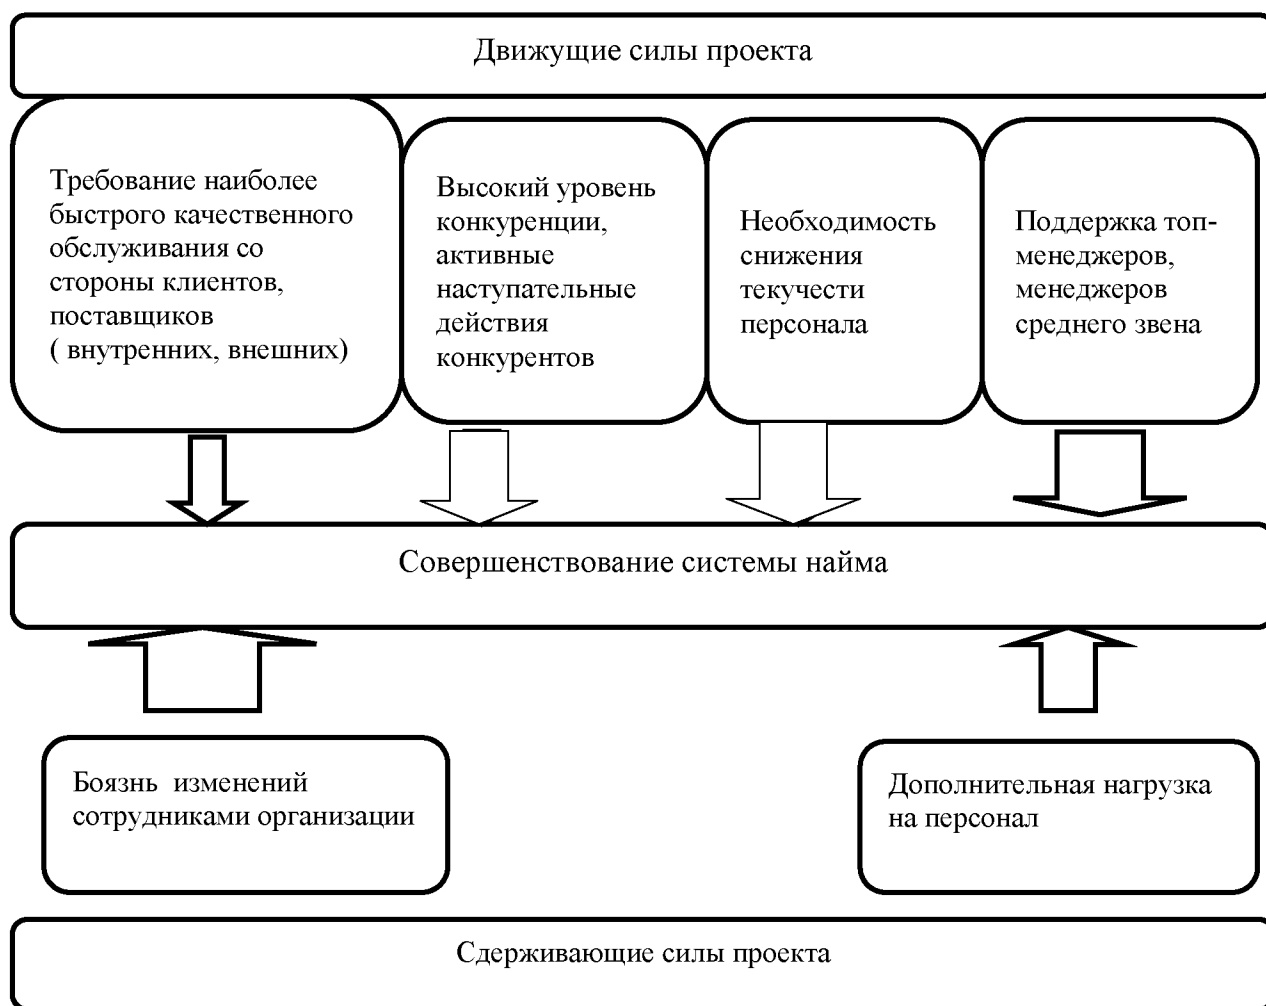 Движущие силы проекта
Требование наиболее
быстрого качественного
обслуживания со
стороны клиентов,
поставщиков
( внутренних, внешних)
Высокий уровень
конкуренции,
активные
наступательные
действия
конкурентов
Необходимость
снижения
текучести
персонала
Поддержка топ-
менеджеров,
менеджеров
среднего звена
Совершенствование системы найма
Боязнь  изменений
сотрудниками организации
Дополнительная нагрузка
на персонал
Сдерживающие силы проекта